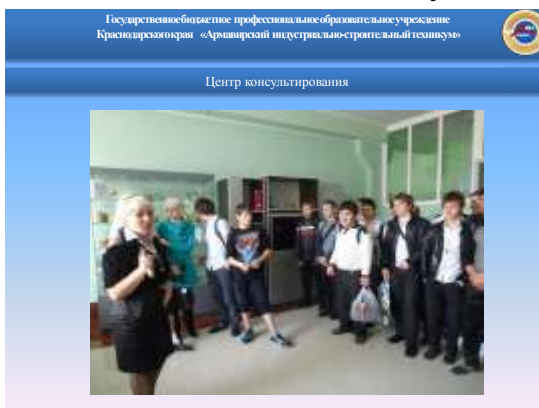 Государственное бюджетное профессиональное образовательное учреждение
Краснодарского края «Армавирский индустриально-строительный техникум»
Центр консультирования